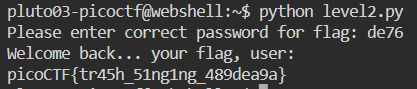 pluto03-picoctf@webshell:~$ python level2.py
Please enter correct password for flag: de76
Welcome back... your flag, user:
picoCTF{tr45h_51ng1ng_489dea9a}